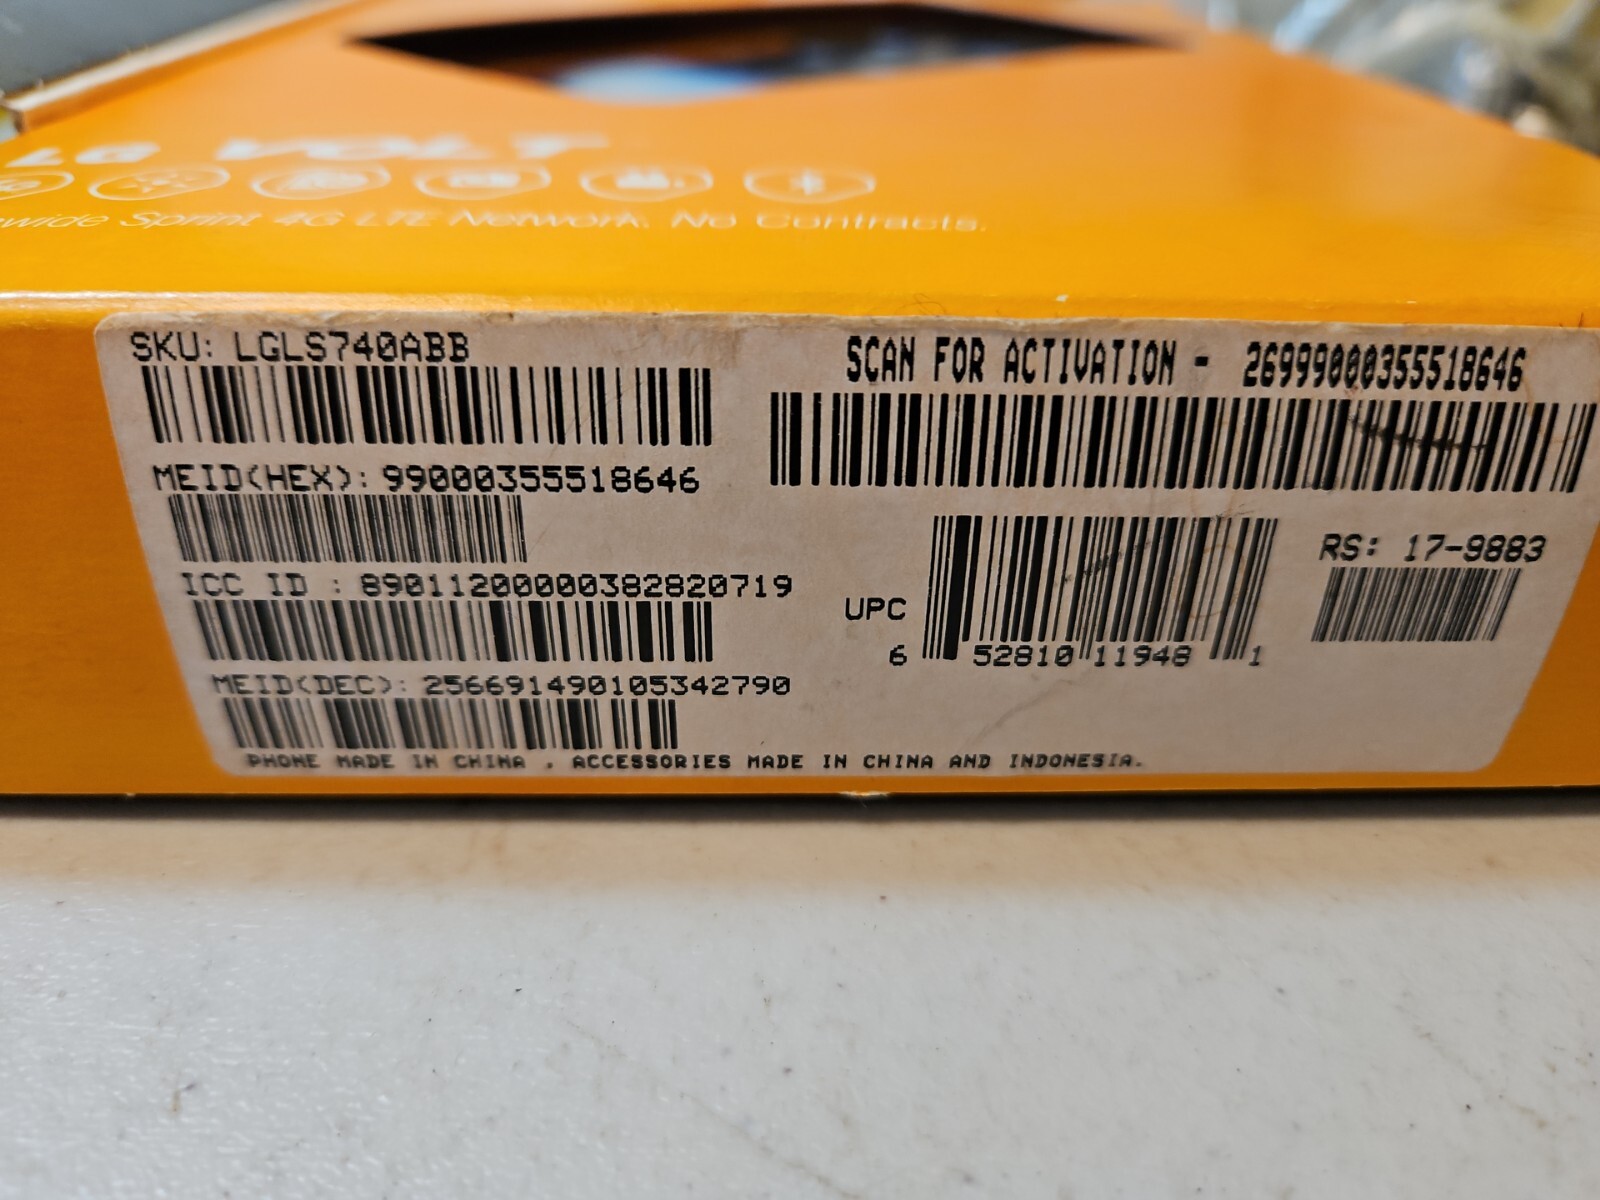 LG VOLT
4G
wide Sprint 4G LTE Network. No Contracts.
SKU: LGLS740ABB
SCAN FOR ACTIVATION - 26999000355518646
MEID(HEX): 99000355518646
RS: 17-9883
ICC ID : 89011200000382820719
UPC
6 52810 11948 1
MEID(DEC): 256691490105342790
PHONE MADE IN CHINA , ACCESSORIES MADE IN CHINA AND INDONESIA.